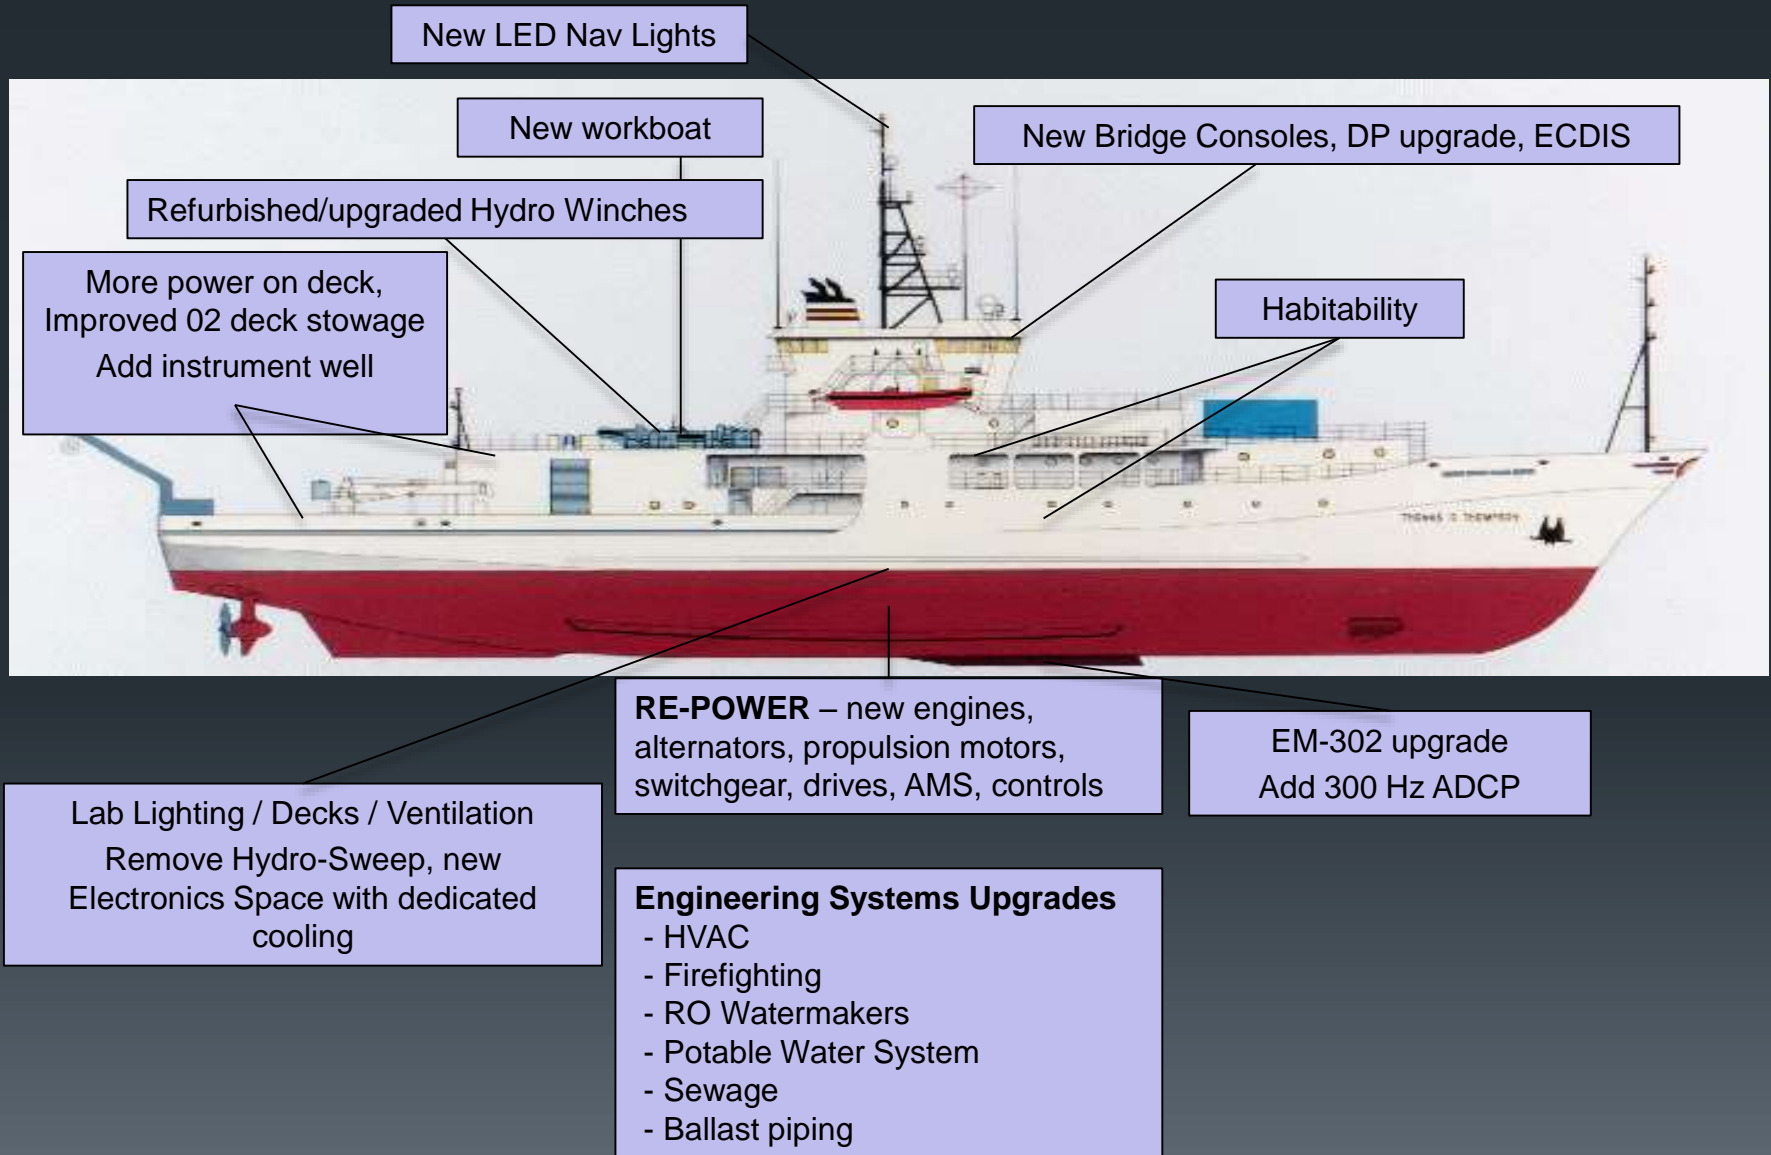 New LED Nav Lights
New workboat
New Bridge Consoles, DP upgrade, ECDIS
Refurbished/upgraded Hydro Winches
More power on deck,
Improved 02 deck stowage
Add instrument well
Habitability
THOMAS G THOMPSON
RE-POWER – new engines,
alternators, propulsion motors,
switchgear, drives, AMS, controls
EM-302 upgrade
Add 300 Hz ADCP
Lab Lighting / Decks / Ventilation
Remove Hydro-Sweep, new
Electronics Space with dedicated
cooling
Engineering Systems Upgrades
- HVAC
- Firefighting
- RO Watermakers
- Potable Water System
- Sewage
- Ballast piping